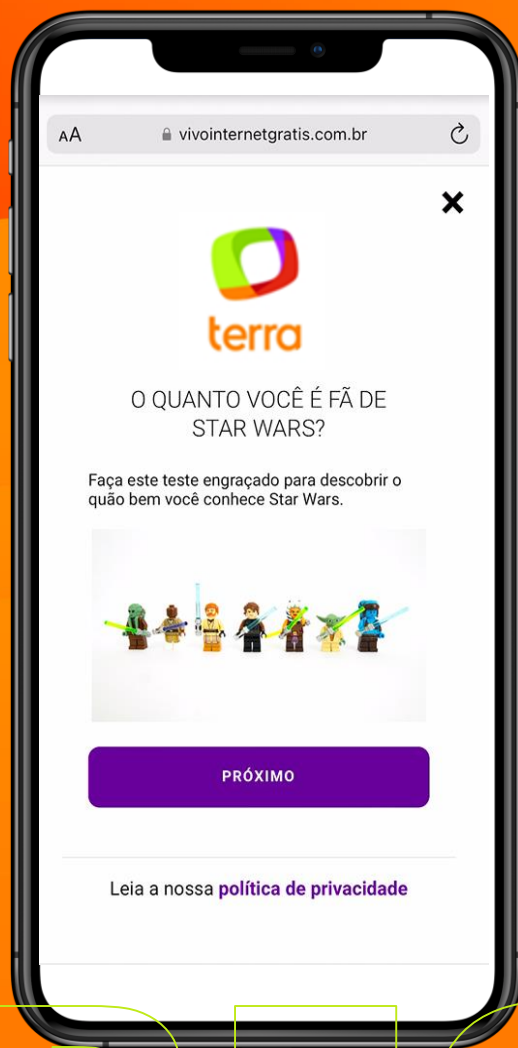 AA vivointernetgratis.com.br
terra
O QUANTO VOCÊ É FÃ DE
STAR WARS?
Faça este teste engraçado para descobrir o
quão bem você conhece Star Wars.
PRÓXIMO
Leia a nossa política de privacidade